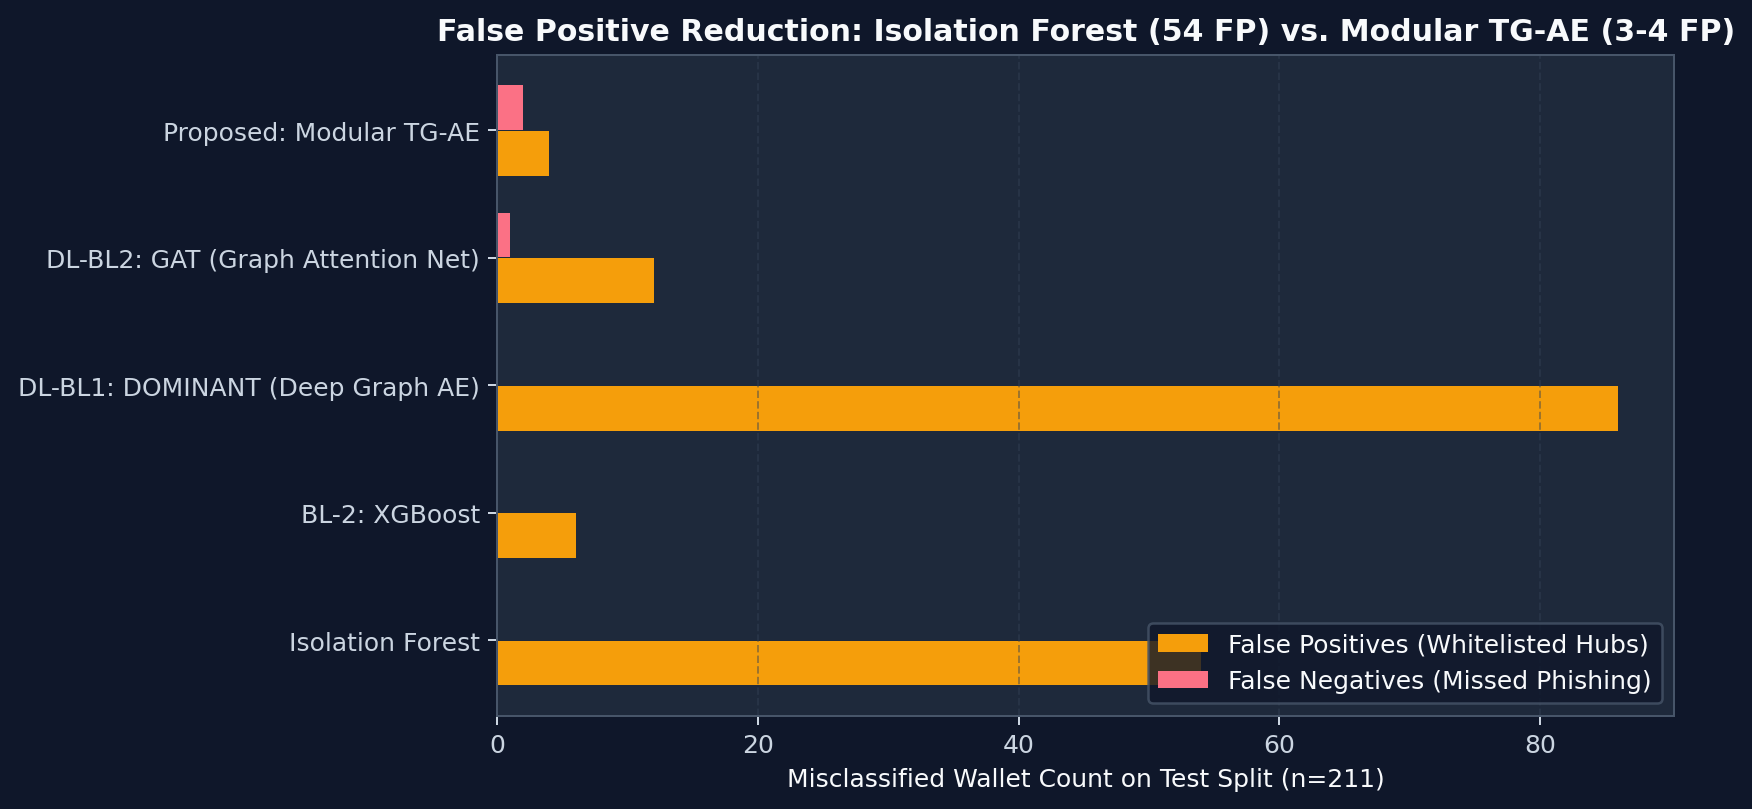 False Positive Reduction: Isolation Forest (54 FP) vs. Modular TG-AE (3-4 FP)
Proposed: Modular TG-AE
DL-BL2: GAT (Graph Attention Net)
DL-BL1: DOMINANT (Deep Graph AE)
BL-2: XGBoost
Isolation Forest
False Positives (Whitelisted Hubs)
False Negatives (Missed Phishing)
0 20 40 60 80
Misclassified Wallet Count on Test Split (n=211)